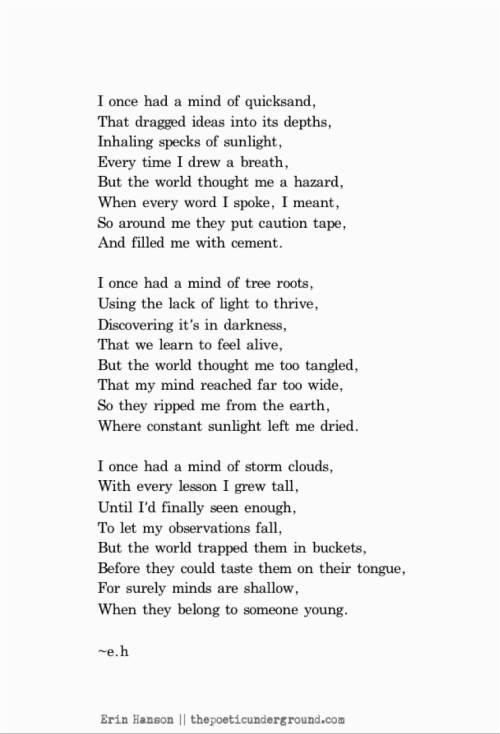 I once had a mind of quicksand,
That dragged ideas into its depths,
Inhaling specks of sunlight,
Every time I drew a breath,
But the world thought me a hazard,
When every word I spoke, I meant,
So around me they put caution tape,
And filled me with cement.

I once had a mind of tree roots,
Using the lack of light to thrive,
Discovering it's in darkness,
That we learn to feel alive,
But the world thought me too tangled,
That my mind reached far too wide,
So they ripped me from the earth,
Where constant sunlight left me dried.

I once had a mind of storm clouds,
With every lesson I grew tall,
Until I'd finally seen enough,
To let my observations fall,
But the world trapped them in buckets,
Before they could taste them on their tongue,
For surely minds are shallow,
When they belong to someone young.

~e.h

Erin Hanson || thepoeticunderground.com